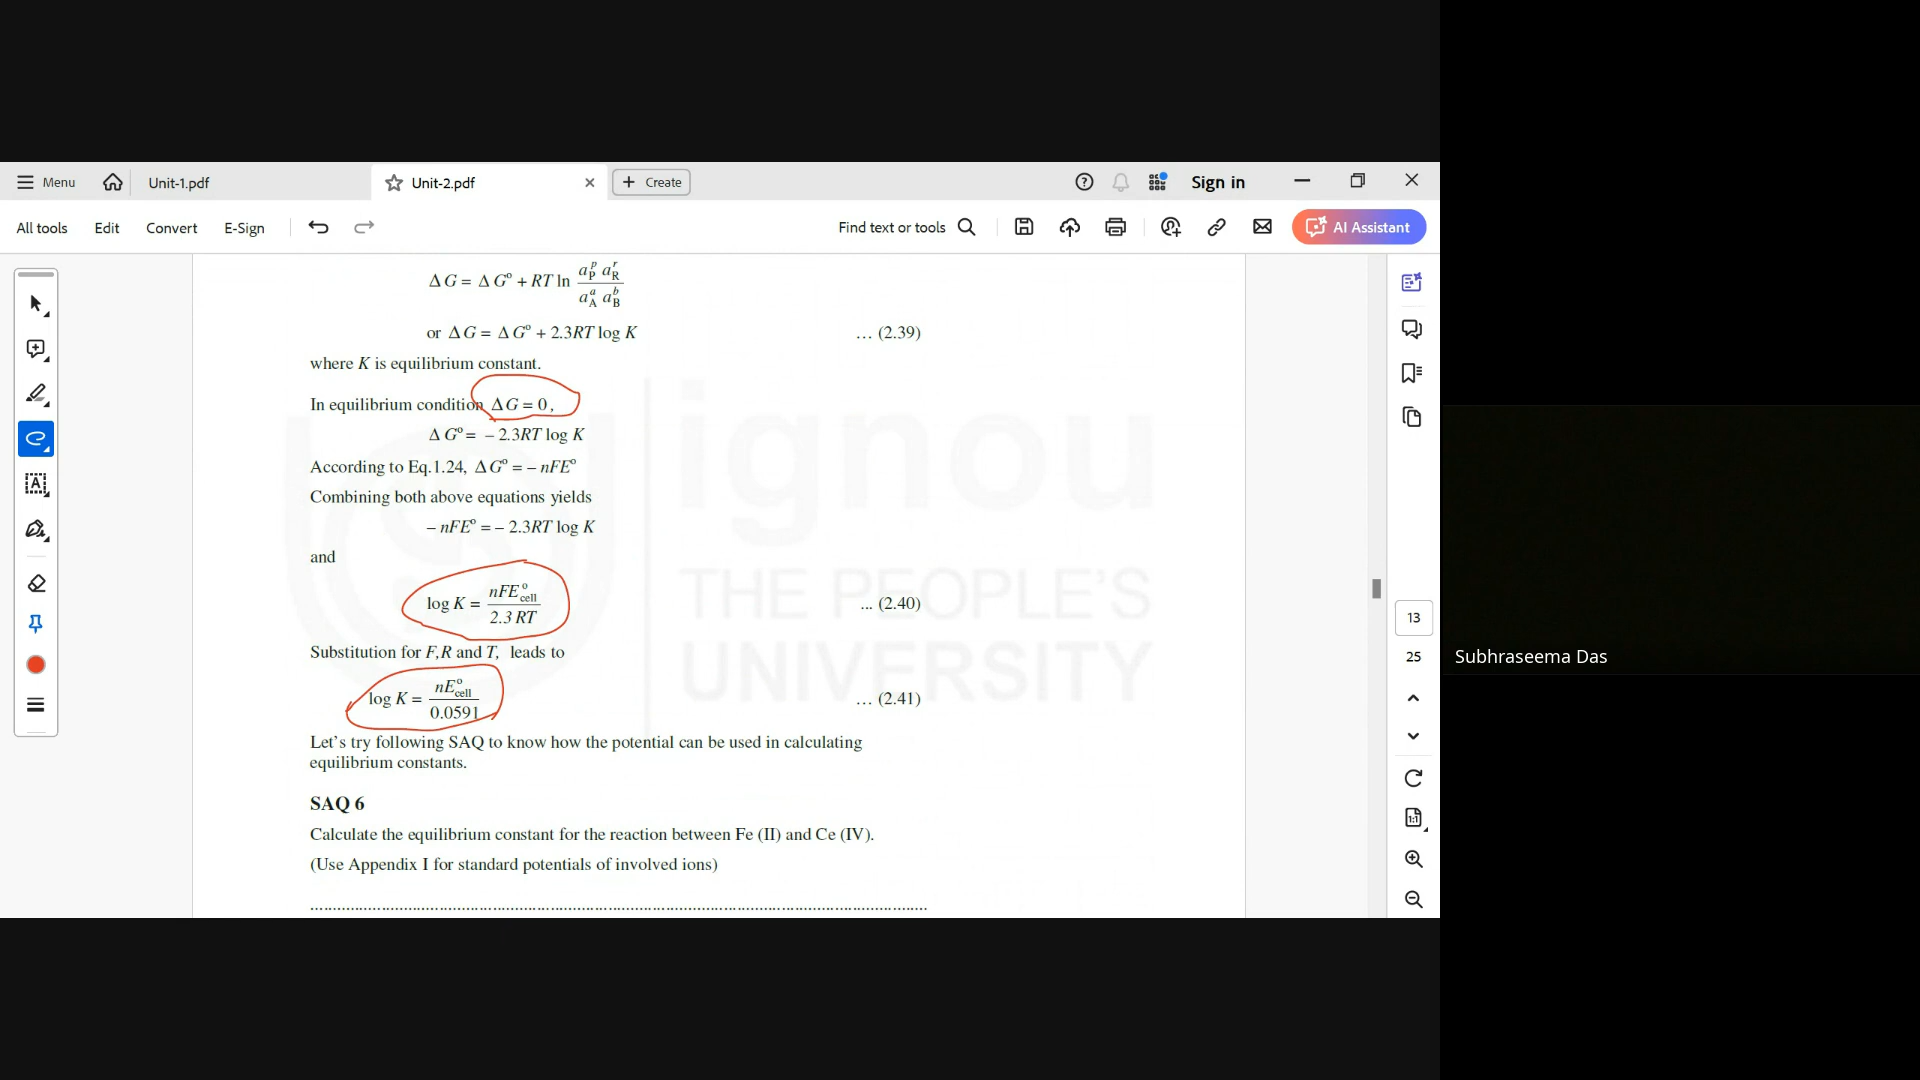 Menu
Unit-1.pdf
Unit-2.pdf
Create
Sign in
All tools
Edit
Convert
E-Sign
Find text or tools
AI Assistant
ΔG = ΔG° + RT ln a_P^p a_R^r / a_A^a a_B^b
or ΔG = ΔG° + 2.3RT log K ... (2.39)
where K is equilibrium constant.
In equilibrium condition ΔG = 0,
ΔG° = – 2.3RT log K
According to Eq.1.24, ΔG° = – nFE°
Combining both above equations yields
– nFE° = – 2.3RT log K
and
log K = nFE°cell / 2.3 RT ... (2.40)
Substitution for F,R and T, leads to
log K = nE°cell / 0.0591 ... (2.41)
Let's try following SAQ to know how the potential can be used in calculating
equilibrium constants.
SAQ 6
Calculate the equilibrium constant for the reaction between Fe (II) and Ce (IV).
(Use Appendix I for standard potentials of involved ions)
ignou
THE PEOPLE'S
UNIVERSITY
13
25
Subhraseema Das